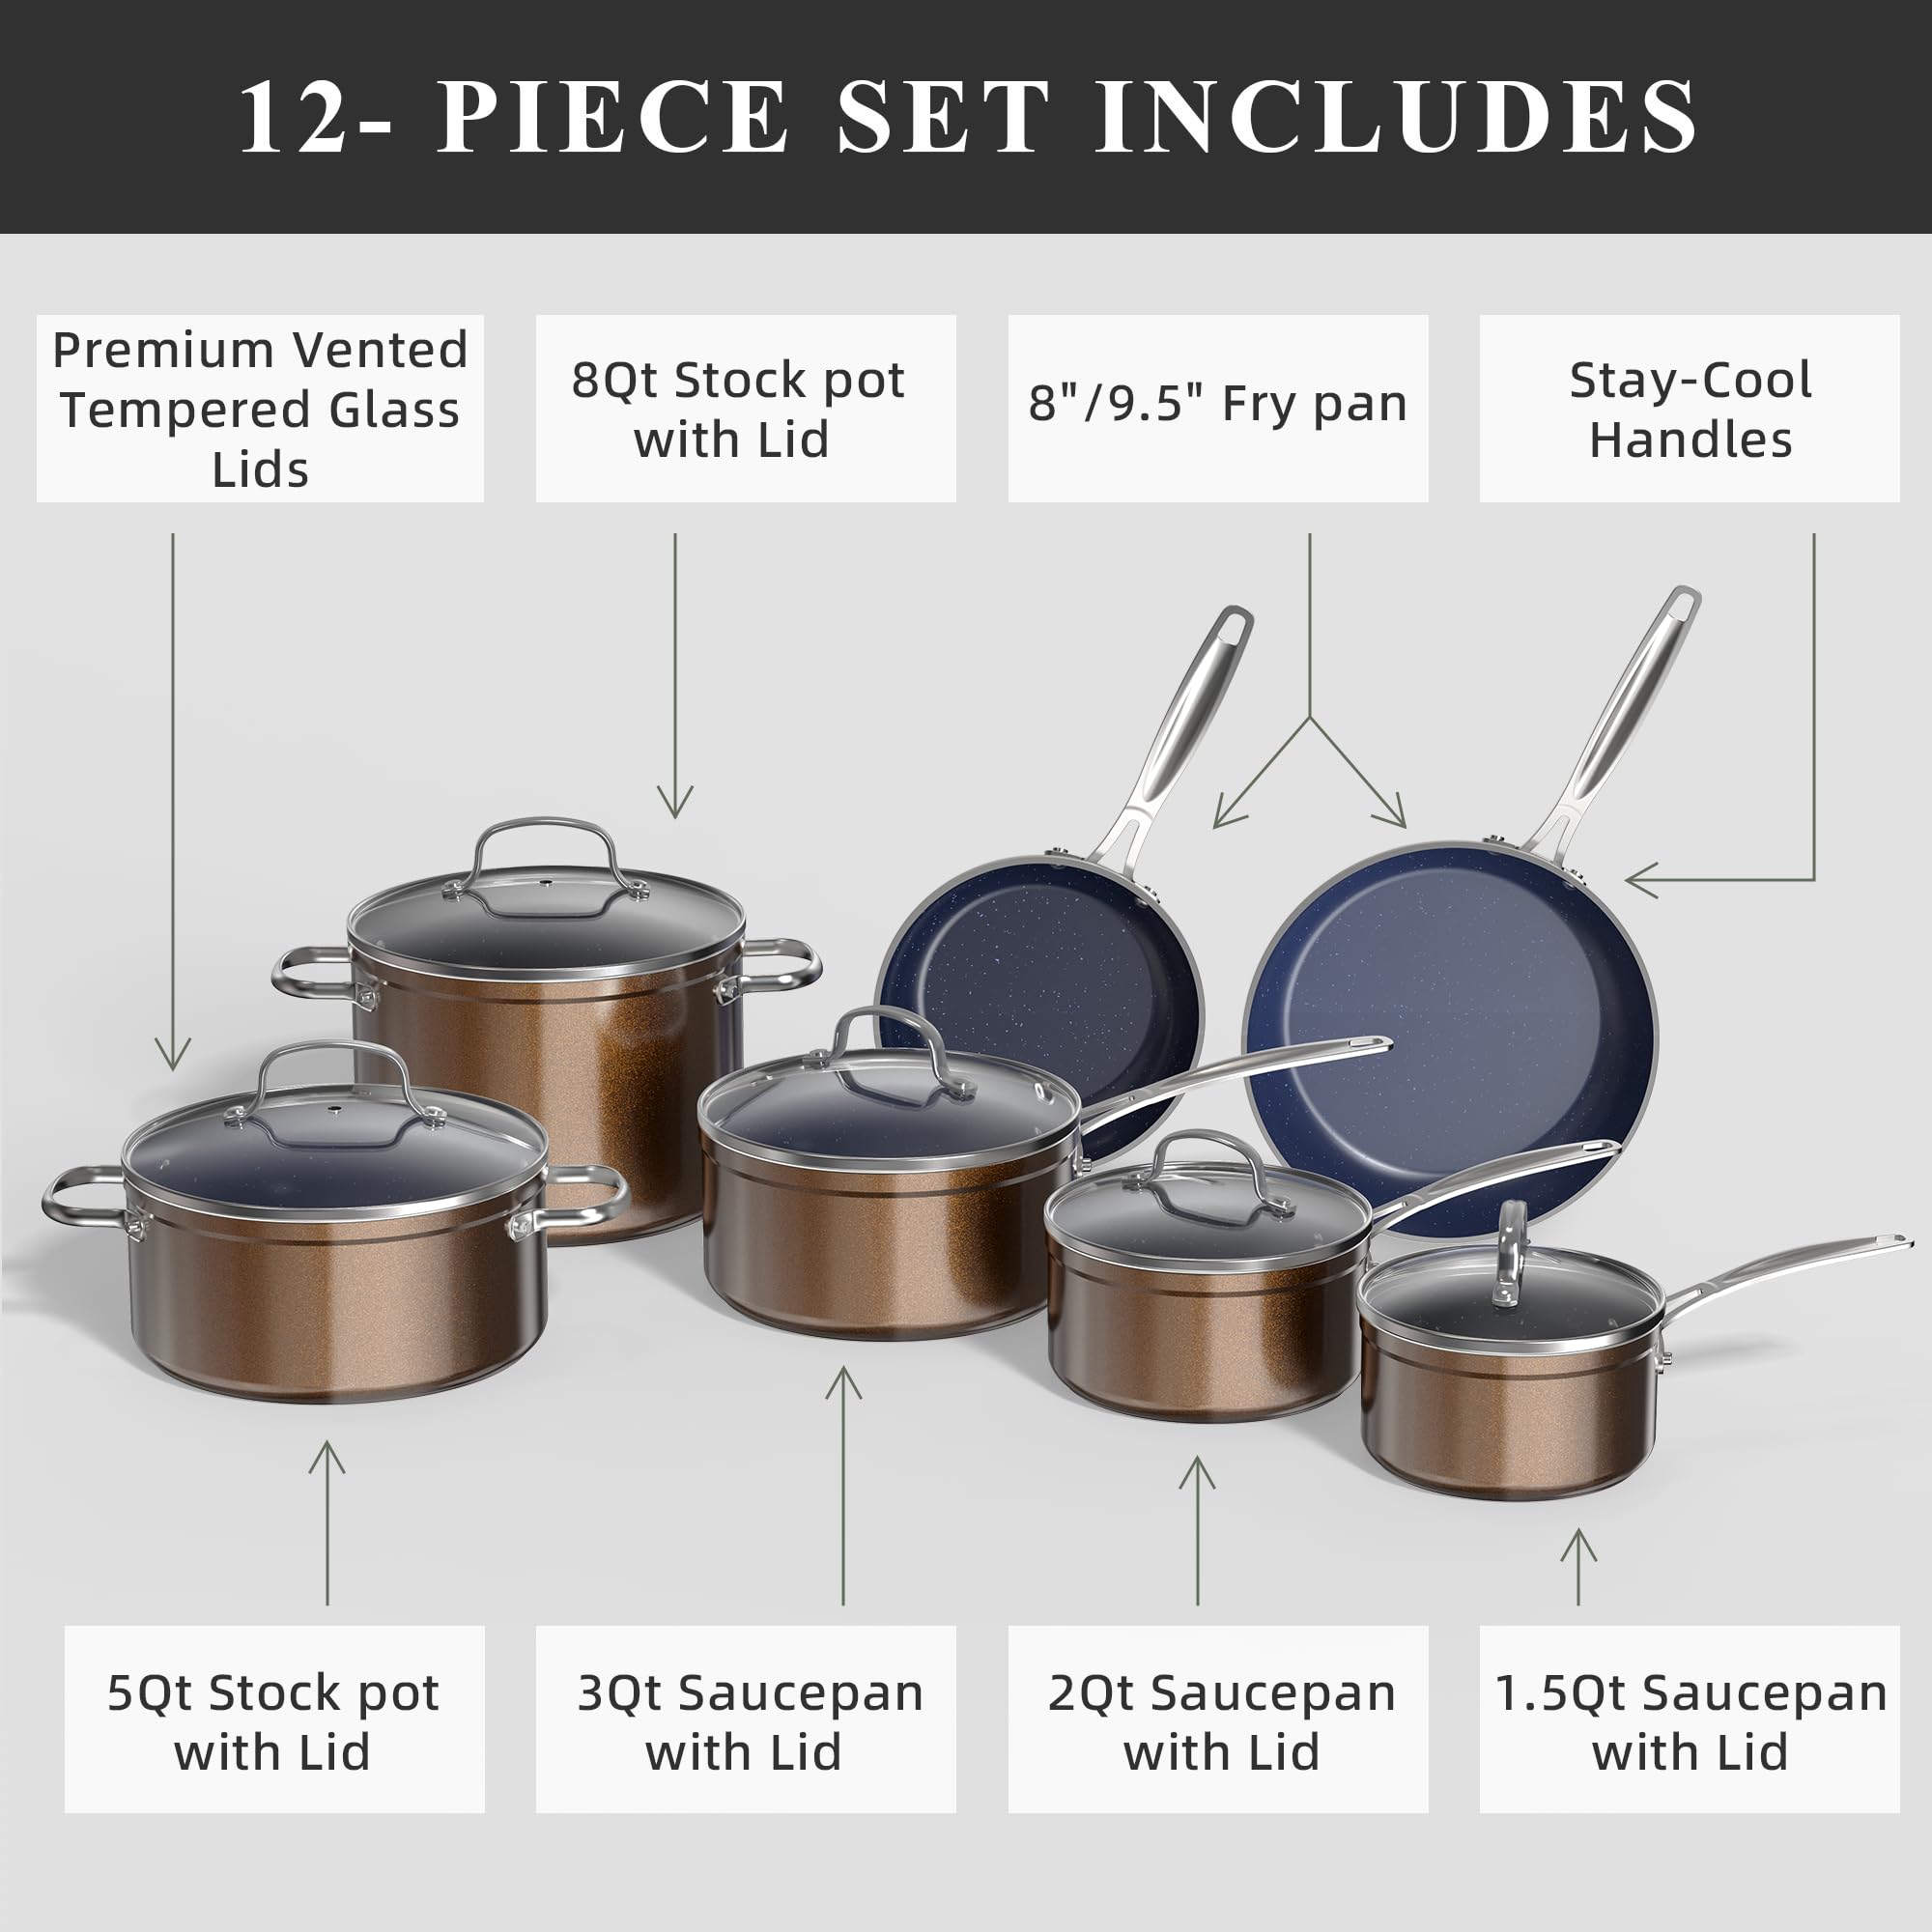 12- PIECE SET INCLUDES
Premium Vented
Tempered Glass
Lids
8Qt Stock pot
with Lid
8"/9.5" Fry pan
Stay-Cool
Handles
5Qt Stock pot
with Lid
3Qt Saucepan
with Lid
2Qt Saucepan
with Lid
1.5Qt Saucepan
with Lid